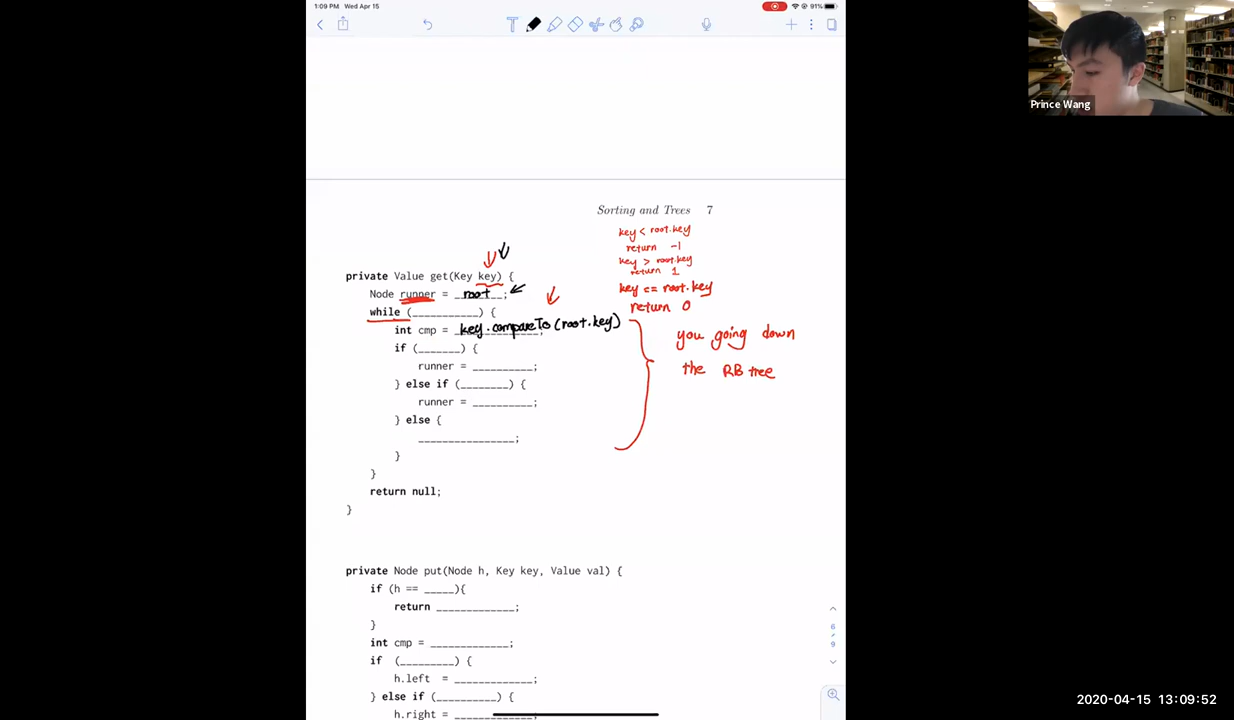 1:09 PM Wed Apr 15
91%
Prince Wang
Sorting and Trees 7
key < root.key
return -1
key > root.key
return 1
key == root.key
return 0
private Value get(Key key) {
Node runner = root;
while (__________) {
int cmp = key.compareTo(root.key);
you going down
the RB tree
if (_______) {
runner = __________;
} else if (________) {
runner = __________;
} else {
________________;
}
}
return null;
}
private Node put(Node h, Key key, Value val) {
if (h == _____){
return _____________;
}
int cmp = _____________;
if (_________) {
h.left = _____________;
} else if (__________) {
h.right = _____________;
6
9
2020-04-15 13:09:52